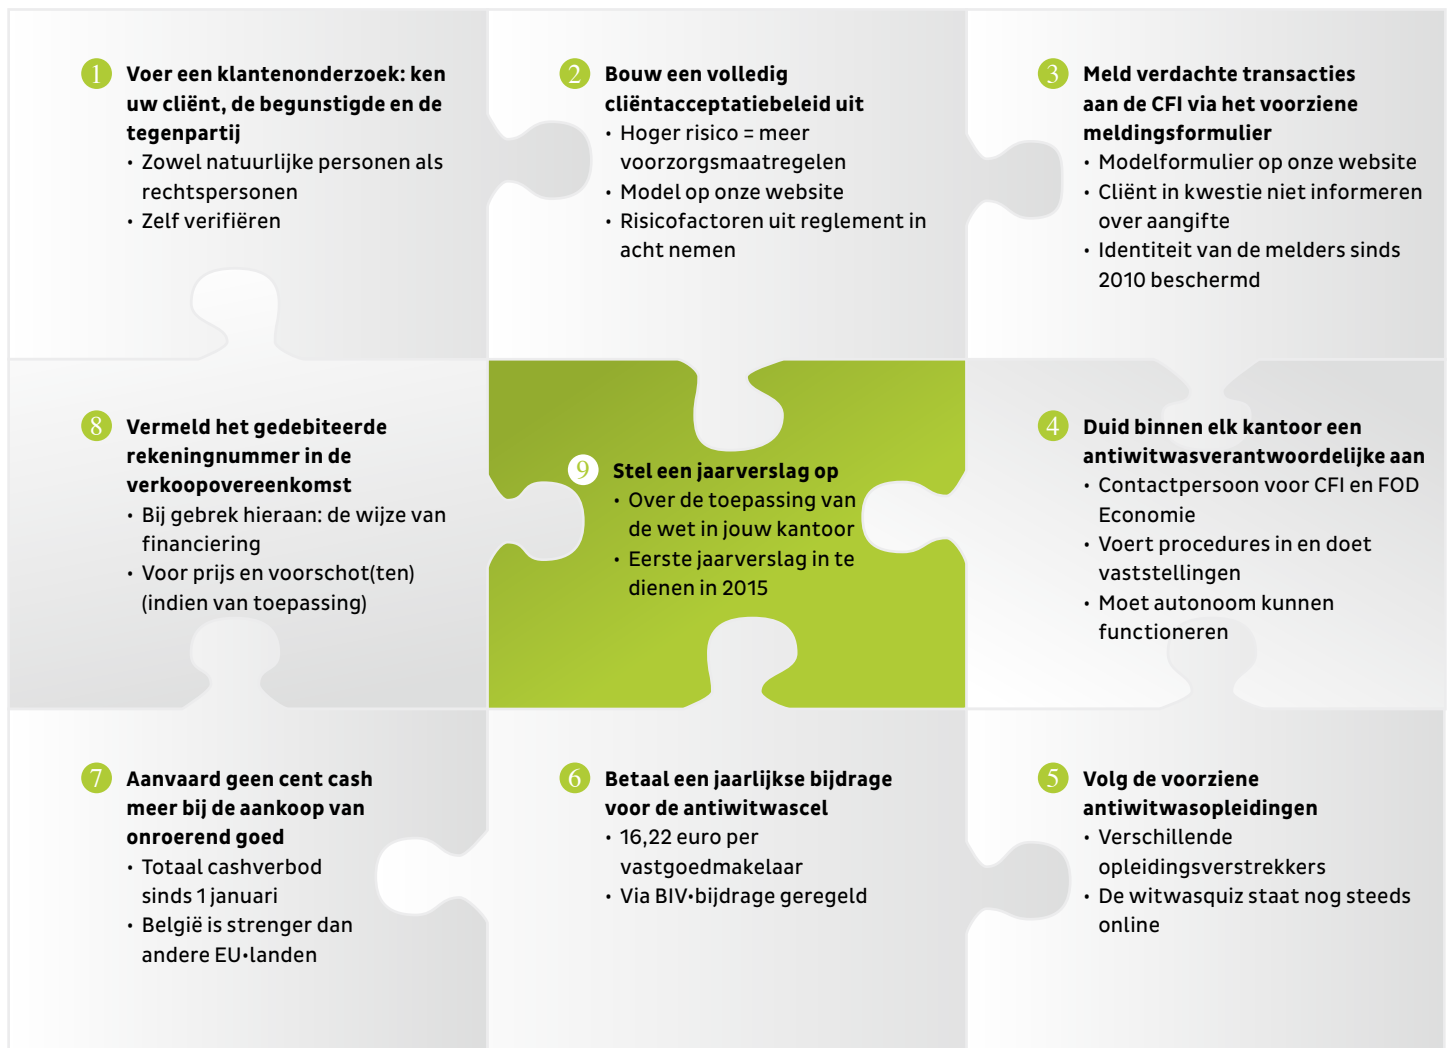 1 Voer een klantenonderzoek: ken
uw cliënt, de begunstigde en de
tegenpartij
• Zowel natuurlijke personen als
rechtspersonen
• Zelf verifiëren
2 Bouw een volledig
cliëntacceptatiebeleid uit
• Hoger risico = meer
voorzorgsmaatregelen
• Model op onze website
• Risicofactoren uit reglement in
acht nemen
3 Meld verdachte transacties
aan de CFI via het voorziene
meldingsformulier
• Modelformulier op onze website
• Cliënt in kwestie niet informeren
over aangifte
• Identiteit van de melders sinds
2010 beschermd
8 Vermeld het gedebiteerde
rekeningnummer in de
verkoopovereenkomst
• Bij gebrek hieraan: de wijze van
financiering
• Voor prijs en voorschot(ten)
(indien van toepassing)
9 Stel een jaarverslag op
• Over de toepassing van
de wet in jouw kantoor
• Eerste jaarverslag in te
dienen in 2015
4 Duid binnen elk kantoor een
antiwitwasverantwoordelijke aan
• Contactpersoon voor CFI en FOD
Economie
• Voert procedures in en doet
vaststellingen
• Moet autonoom kunnen
functioneren
7 Aanvaard geen cent cash
meer bij de aankoop van
onroerend goed
• Totaal cashverbod
sinds 1 januari
• België is strenger dan
andere EU•landen
6 Betaal een jaarlijkse bijdrage
voor de antiwitwascel
• 16,22 euro per
vastgoedmakelaar
• Via BIV•bijdrage geregeld
5 Volg de voorziene
antiwitwasopleidingen
• Verschillende
opleidingsverstrekkers
• De witwasquiz staat nog steeds
online